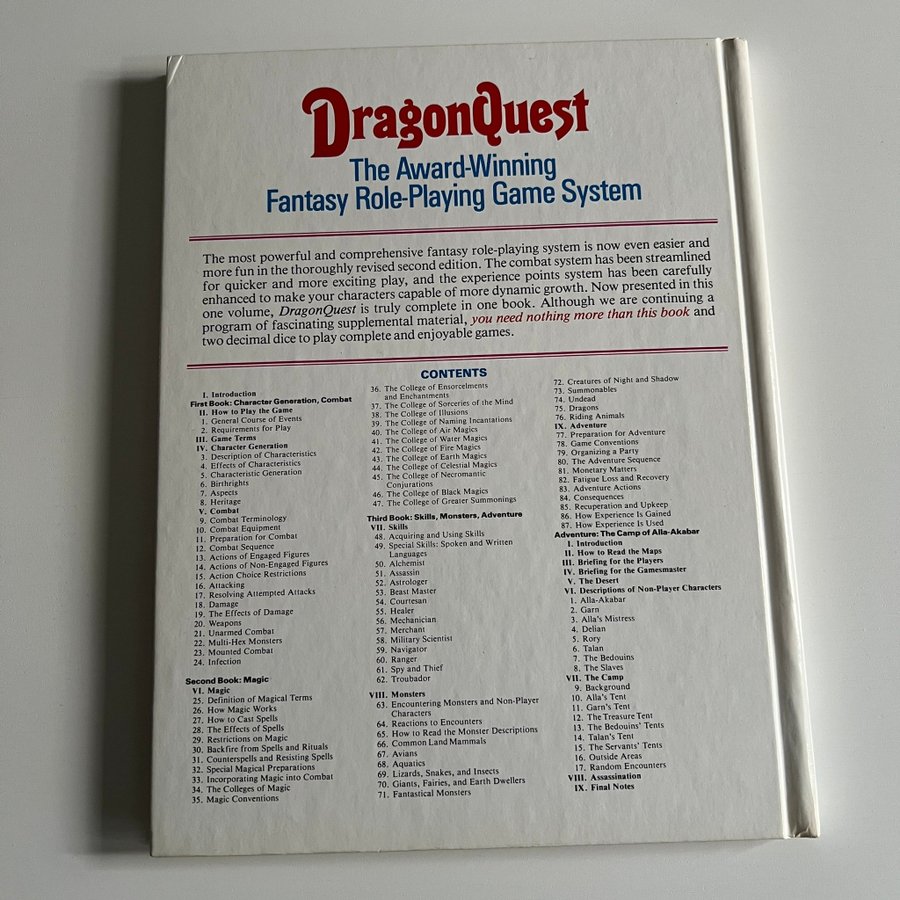 DragonQuest
The Award-Winning
Fantasy Role-Playing Game System
The most powerful and comprehensive fantasy role-playing system is now even easier and
more fun in the thoroughly revised second edition. The combat system has been streamlined
for quicker and more exciting play, and the experience points system has been carefully
enhanced to make your characters capable of more dynamic growth. Now presented in this
one volume, DragonQuest is truly complete in one book. Although we are continuing a
program of fascinating supplemental material, you need nothing more than this book and
two decimal dice to play complete and enjoyable games.
CONTENTS
I. Introduction
First Book: Character Generation, Combat
II. How to Play the Game
1. General Course of Events
2. Requirements for Play
III. Game Terms
IV. Character Generation
3. Description of Characteristics
4. Effects of Characteristics
5. Characteristic Generation
6. Birthrights
7. Aspects
8. Heritage
V. Combat
9. Combat Terminology
10. Combat Equipment
11. Preparation for Combat
12. Combat Sequence
13. Actions of Engaged Figures
14. Actions of Non-Engaged Figures
15. Action Choice Restrictions
16. Attacking
17. Resolving Attempted Attacks
18. Damage
19. The Effects of Damage
20. Weapons
21. Unarmed Combat
22. Multi-Hex Monsters
23. Mounted Combat
24. Infection
Second Book: Magic
VI. Magic
25. Definition of Magical Terms
26. How Magic Works
27. How to Cast Spells
28. The Effects of Spells
29. Restrictions on Magic
30. Backfire from Spells and Rituals
31. Counterspells and Resisting Spells
32. Special Magical Preparations
33. Incorporating Magic into Combat
34. The Colleges of Magic
35. Magic Conventions
36. The College of Ensorcelments
and Enchantments
37. The College of Sorceries of the Mind
38. The College of Illusions
39. The College of Naming Incantations
40. The College of Air Magics
41. The College of Water Magics
42. The College of Fire Magics
43. The College of Earth Magics
44. The College of Celestial Magics
45. The College of Necromantic
Conjurations
46. The College of Black Magics
47. The College of Greater Summonings
Third Book: Skills, Monsters, Adventure
VII. Skills
48. Acquiring and Using Skills
49. Special Skills: Spoken and Written
Languages
50. Alchemist
51. Assassin
52. Astrologer
53. Beast Master
54. Courtesan
55. Healer
56. Mechanician
57. Merchant
58. Military Scientist
59. Navigator
60. Ranger
61. Spy and Thief
62. Troubador
VIII. Monsters
63. Encountering Monsters and Non-Player
Characters
64. Reactions to Encounters
65. How to Read the Monster Descriptions
66. Common Land Mammals
67. Avians
68. Aquatics
69. Lizards, Snakes, and Insects
70. Giants, Fairies, and Earth Dwellers
71. Fantastical Monsters
72. Creatures of Night and Shadow
73. Summonables
74. Undead
75. Dragons
76. Riding Animals
IX. Adventure
77. Preparation for Adventure
78. Game Conventions
79. Organizing a Party
80. The Adventure Sequence
81. Monetary Matters
82. Fatigue Loss and Recovery
83. Adventure Actions
84. Consequences
85. Recuperation and Upkeep
86. How Experience Is Gained
87. How Experience Is Used
Adventure: The Camp of Alla-Akabar
I. Introduction
II. How to Read the Maps
III. Briefing for the Players
IV. Briefing for the Gamesmaster
V. The Desert
VI. Descriptions of Non-Player Characters
1. Alla-Akabar
2. Garn
3. Alla's Mistress
4. Delian
5. Rory
6. Talan
7. The Bedouins
8. The Slaves
VII. The Camp
9. Background
10. Alla's Tent
11. Garn's Tent
12. The Treasure Tent
13. The Bedouins' Tents
14. Talan's Tent
15. The Servants' Tents
16. Outside Areas
17. Random Encounters
VIII. Assassination
IX. Final Notes